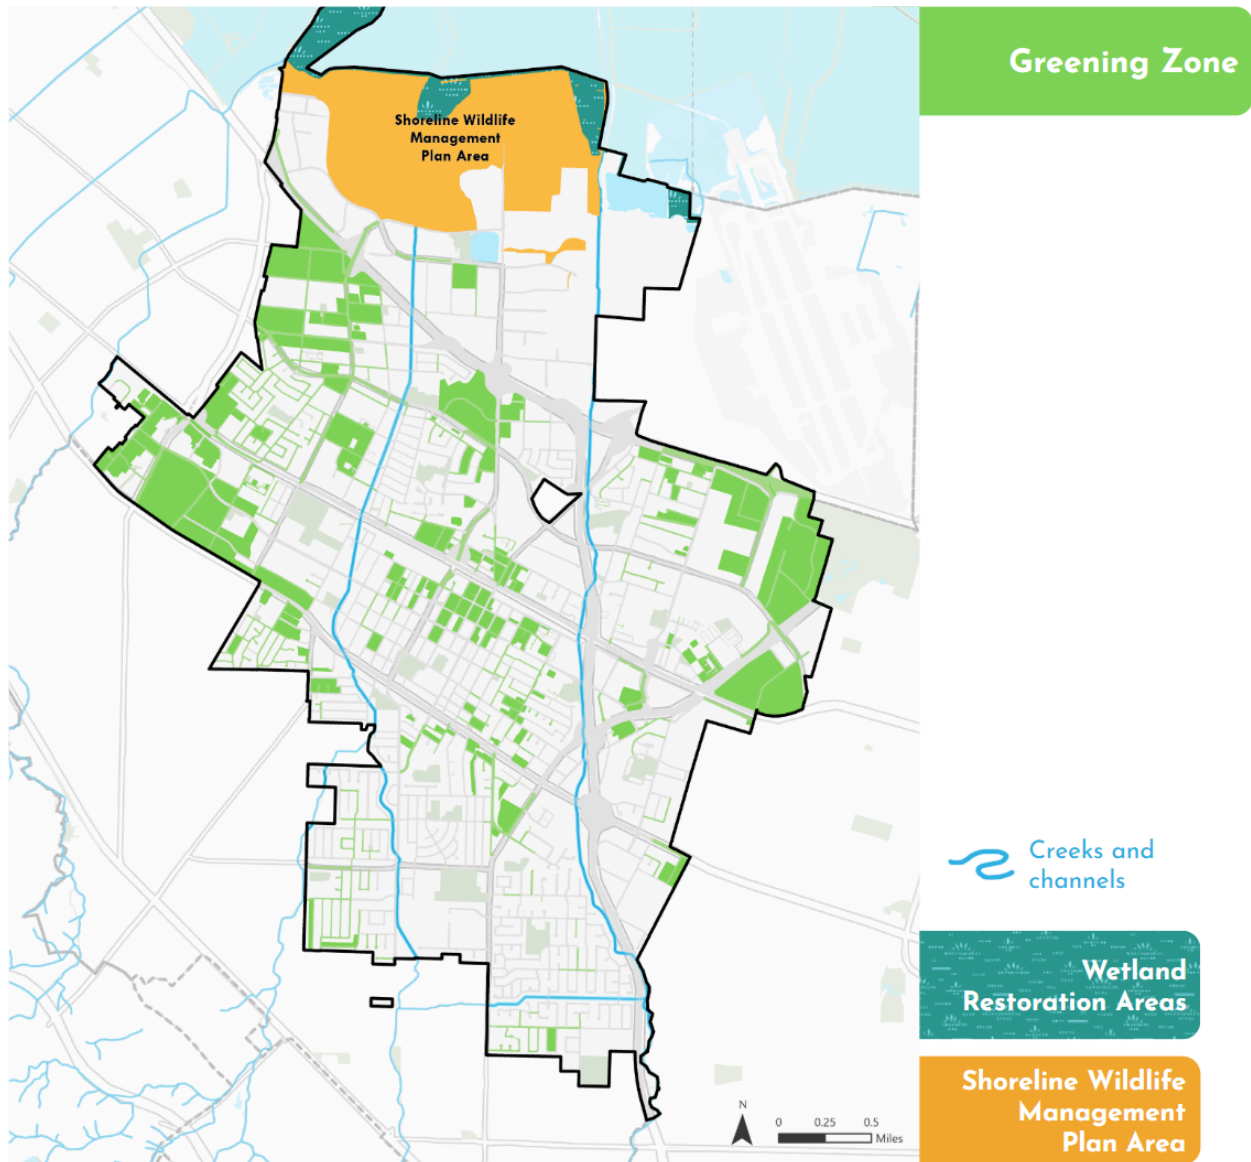 Greening Zone
Shoreline Wildlife
Management
Plan Area
Creeks and
channels
Wetland
Restoration Areas
Shoreline Wildlife
Management
Plan Area
N
0 0.25 0.5
Miles